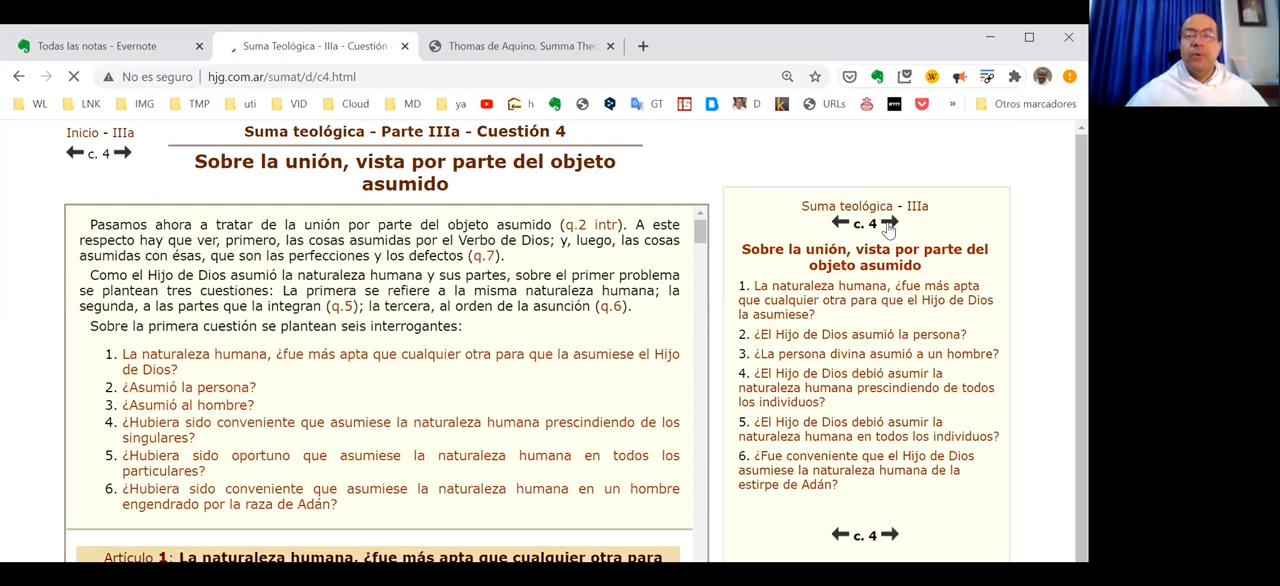 Todas las notas - Evernote
Suma Teológica - IIIa - Cuestión
Thomas de Aquino, Summa Theo
No es seguro | hjg.com.ar/sumat/d/c4.html
WL LNK IMG TMP uti VID Cloud MD ya h GT D URLs » Otros marcadores
Inicio - IIIa
c. 4
Suma teológica - Parte IIIa - Cuestión 4
Sobre la unión, vista por parte del objeto
asumido
Pasamos ahora a tratar de la unión por parte del objeto asumido (q.2 intr). A este
respecto hay que ver, primero, las cosas asumidas por el Verbo de Dios; y, luego, las cosas
asumidas con ésas, que son las perfecciones y los defectos (q.7).
Como el Hijo de Dios asumió la naturaleza humana y sus partes, sobre el primer problema
se plantean tres cuestiones: La primera se refiere a la misma naturaleza humana; la
segunda, a las partes que la integran (q.5); la tercera, al orden de la asunción (q.6).
Sobre la primera cuestión se plantean seis interrogantes:
1. La naturaleza humana, ¿fue más apta que cualquier otra para que la asumiese el Hijo
de Dios?
2. ¿Asumió la persona?
3. ¿Asumió al hombre?
4. ¿Hubiera sido conveniente que asumiese la naturaleza humana prescindiendo de los
singulares?
5. ¿Hubiera sido oportuno que asumiese la naturaleza humana en todos los
particulares?
6. ¿Hubiera sido conveniente que asumiese la naturaleza humana en un hombre
engendrado por la raza de Adán?
Artículo 1: La naturaleza humana, ¿fue más apta que cualquier otra para
Suma teológica - IIIa
c. 4
Sobre la unión, vista por parte del
objeto asumido
1. La naturaleza humana, ¿fue más apta
que cualquier otra para que el Hijo de Dios
la asumiese?
2. ¿El Hijo de Dios asumió la persona?
3. ¿La persona divina asumió a un hombre?
4. ¿El Hijo de Dios debió asumir la
naturaleza humana prescindiendo de todos
los individuos?
5. ¿El Hijo de Dios debió asumir la
naturaleza humana en todos los individuos?
6. ¿Fue conveniente que el Hijo de Dios
asumiese la naturaleza humana de la
estirpe de Adán?
c. 4